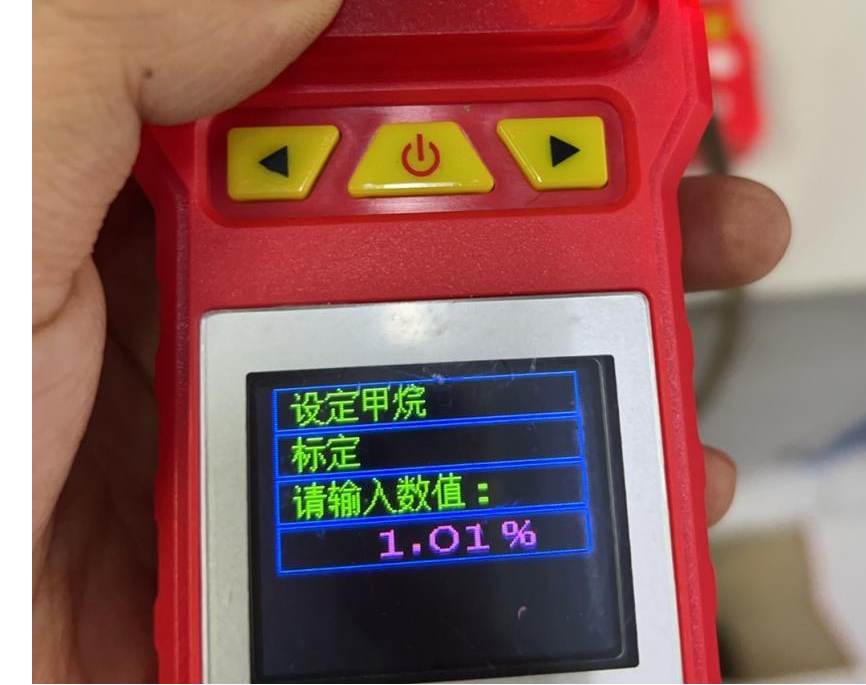 设定甲烷
标定
请输入数值：
1.01%